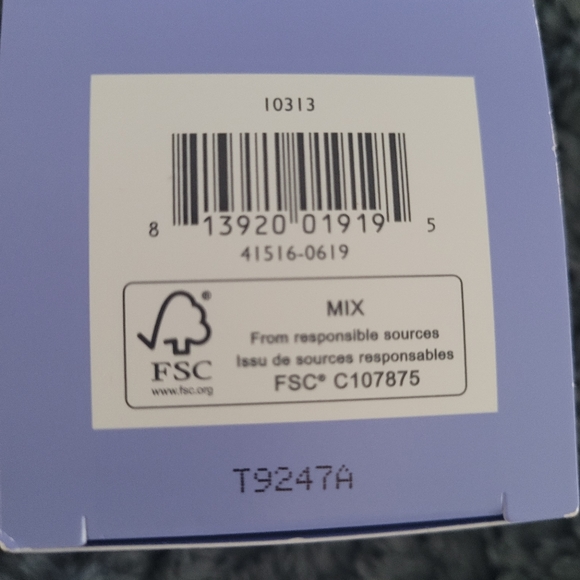 10313
8 13920 01919 5
41516-0619
MIX
From responsible sources
Issu de sources responsables
FSC® C107875
®
FSC
www.fsc.org
T9247A